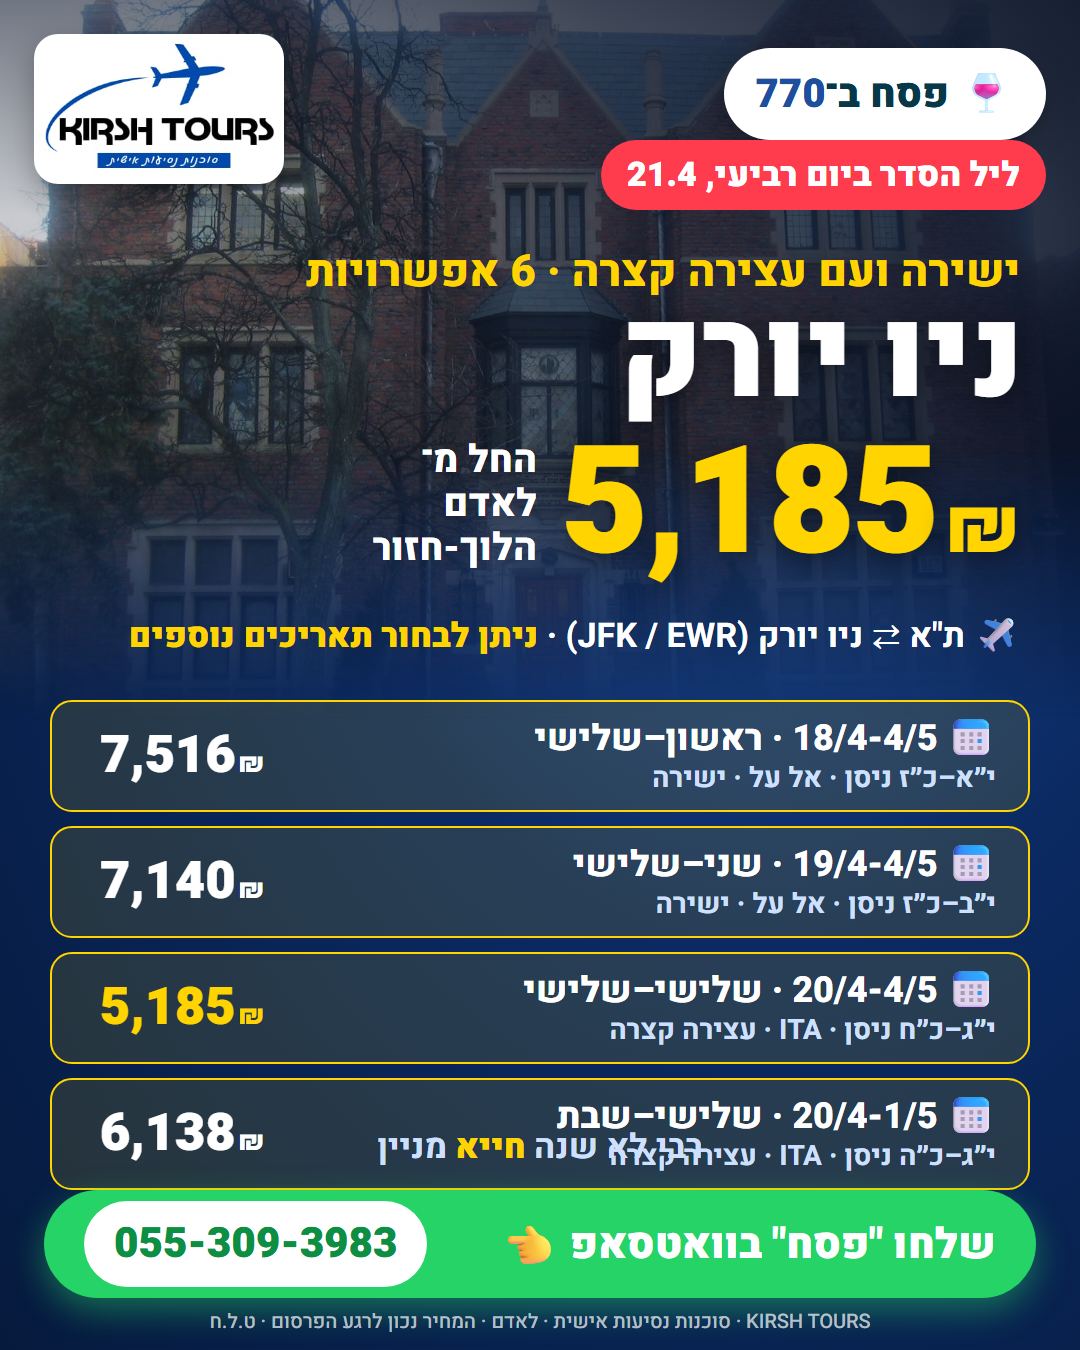 KIRSH TOURS
סוכנות נסיעות אישית
פסח ב־770
ליל הסדר ביום רביעי, 21.4
ישירה ועם עצירה קצרה · 6 אפשרויות
ניו יורק
₪5,185
החל מ־
לאדם
הלוך-חזור
ת"א ⇄ ניו יורק (JFK / EWR) · ניתן לבחור תאריכים נוספים
18/4-4/5 · ראשון–שלישי
י״א–כ״ז ניסן · אל על · ישירה
₪7,516
19/4-4/5 · שני–שלישי
י״ב–כ״ז ניסן · אל על · ישירה
₪7,140
20/4-4/5 · שלישי–שלישי
י״ג–כ״ח ניסן · ITA · עצירה קצרה
₪5,185
20/4-1/5 · שלישי–שבת
י״ג–כ״ה ניסן · ITA · עצירה קצרה
₪6,138
רבי לא שנה חייא מניין
שלחו "פסח" בוואטסאפ
055-309-3983
KIRSH TOURS · סוכנות נסיעות אישית · לאדם · המחיר נכון לרגע הפרסום · ט.ל.ח